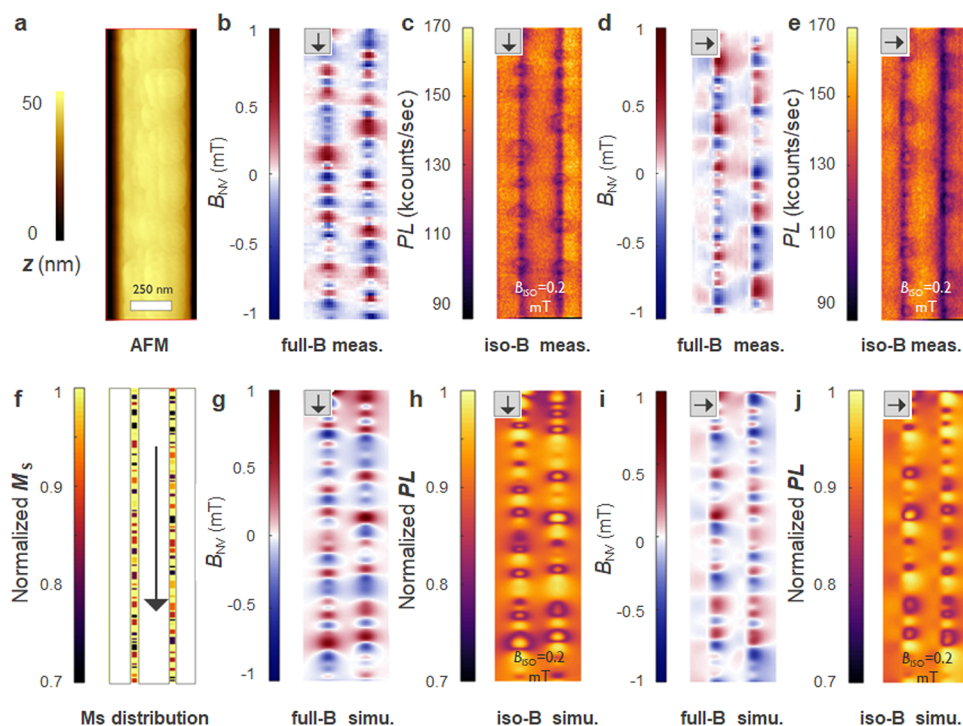 a
50
0
z (nm)
250 nm
AFM
b
1
0.5
0
-0.5
-1
B_NV (mT)
full-B meas.
c
170
150
130
110
90
PL (kcounts/sec)
B_ISO=0.2
mT
iso-B meas.
d
1
0.5
0
-0.5
-1
B_NV (mT)
full-B meas.
e
170
150
130
110
90
PL (kcounts/sec)
B_ISO=0.2
mT
iso-B meas.
f
1
0.9
0.8
0.7
Normalized M_s
Ms distribution
g
1
0.5
0
-0.5
-1
B_NV (mT)
full-B simu.
h
1
0.9
0.8
0.7
Normalized PL
B_ISO=0.2
mT
iso-B simu.
i
1
0.5
0
-0.5
-1
B_NV (mT)
full-B simu.
j
1
0.9
0.8
0.7
Normalized PL
B_ISO=0.2
mT
iso-B simu.